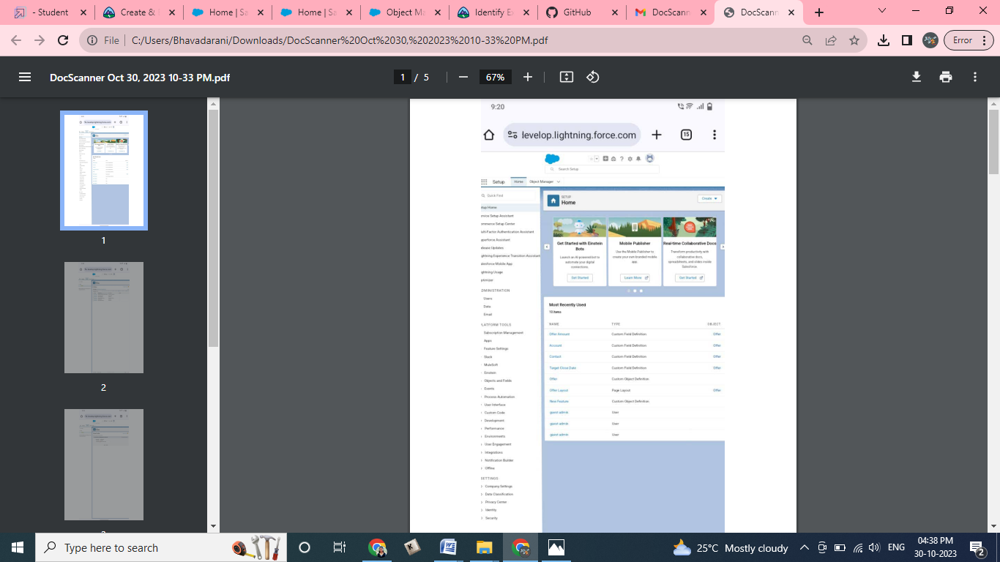 - Student
Create &
Home | Sa
Home | Sa
Object Ma
Identify Ex
GitHub
DocScann
DocScann
File
C:/Users/Bhavadarani/Downloads/DocScanner%20Oct%2030,%202023%2010-33%20PM.pdf
Error
DocScanner Oct 30, 2023 10-33 PM.pdf
1 / 5
67%
1
2
9:20
levelop.lightning.force.com
15
Search Setup
Setup
Home
Object Manager
Quick Find
SETUP
Home
Create
tup Home
ervice Setup Assistant
ommerce Setup Center
ulti-Factor Authentication Assistant
yperforce Assistant
elease Updates
ightning Experience Transition Assistant
alesforce Mobile App
ightning Usage
ptimizer
DMINISTRATION
Users
Data
Email
LATFORM TOOLS
Subscription Management
Apps
Feature Settings
Slack
MuleSoft
Einstein
Objects and Fields
Events
Process Automation
User Interface
Custom Code
Development
Performance
Environments
User Engagement
Integrations
Notification Builder
Offline
SETTINGS
Company Settings
Data Classification
Privacy Center
Identity
Security
Get Started with Einstein
Bots
Launch an AI-powered bot to
automate your digital
connections.
Get Started
Mobile Publisher
Use the Mobile Publisher to
create your own branded mobile
app.
Learn More
Real-time Collaborative Docs
Transform productivity with
collaborative docs,
spreadsheets, and slides inside
Salesforce.
Get Started
Most Recently Used
10 items
NAME TYPE OBJECT
Offer Amount Custom Field Definition Offer
Account Custom Field Definition Offer
Contact Custom Field Definition Offer
Target Close Date Custom Field Definition Offer
Offer Custom Object Definition
Offer Layout Page Layout Offer
New Feature Custom Object Definition
guest admin User
guest admin User
guest admin User
Type here to search
25°C Mostly cloudy
ENG
04:38 PM
30-10-2023
2